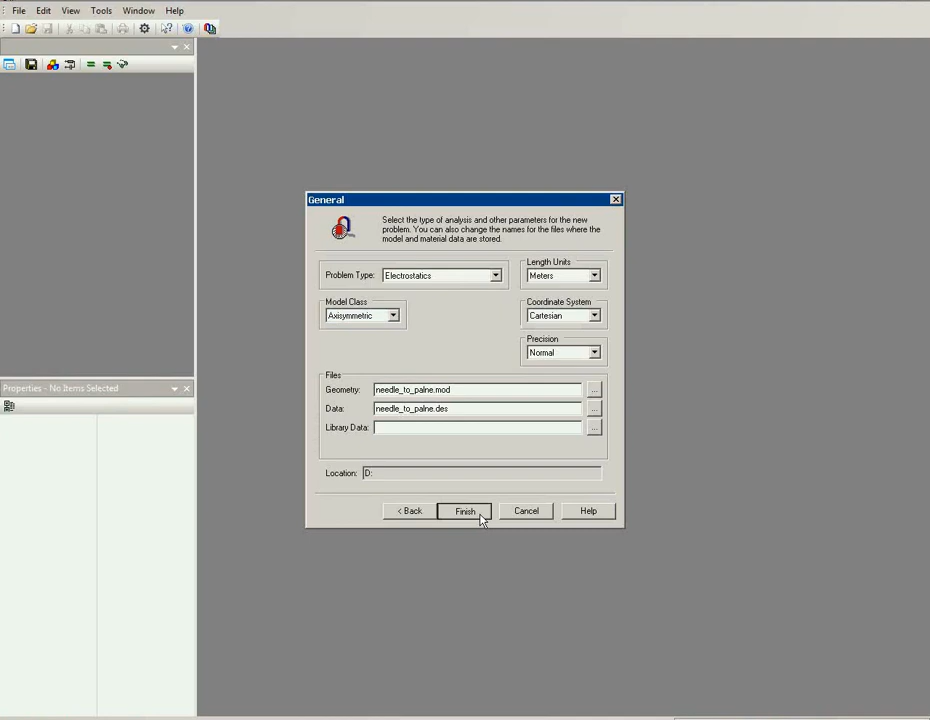 File Edit View Tools Window Help
General
Select the type of analysis and other parameters for the new
problem. You can also change the names for the files where the
model and material data are stored.
Problem Type: Electrostatics
Length Units
Meters
Model Class
Axisymmetric
Coordinate System
Cartesian
Precision
Normal
Properties - No Items Selected
Files
Geometry: needle_to_palne.mod ...
Data: needle_to_palne.des ...
Library Data: ...
Location: D:
< Back Finish Cancel Help